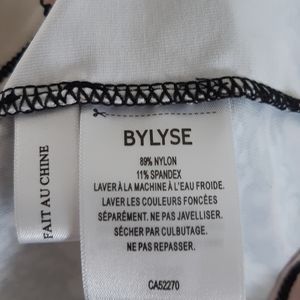 FAIT AU CHINE
BYLYSE
89% NYLON
11% SPANDEX
LAVER À LA MACHINE À L'EAU FROIDE.
LAVER LES COULEURS FONCÉES
SÉPARÉMENT. NE PAS JAVELLISER.
SÉCHER PAR CULBUTAGE.
NE PAS REPASSER.
CA52270